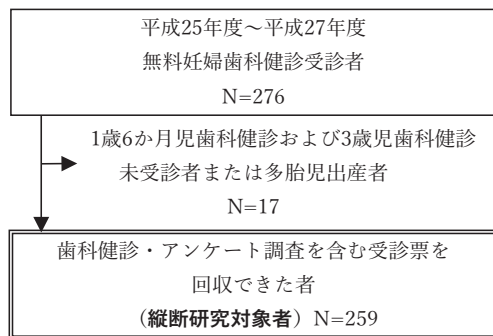 平成25年度～平成27年度
無料妊婦歯科健診受診者
N=276
1歳6か月児歯科健診および3歳児歯科健診
未受診者または多胎児出産者
N=17
歯科健診・アンケート調査を含む受診票を
回収できた者
（縦断研究対象者）N=259